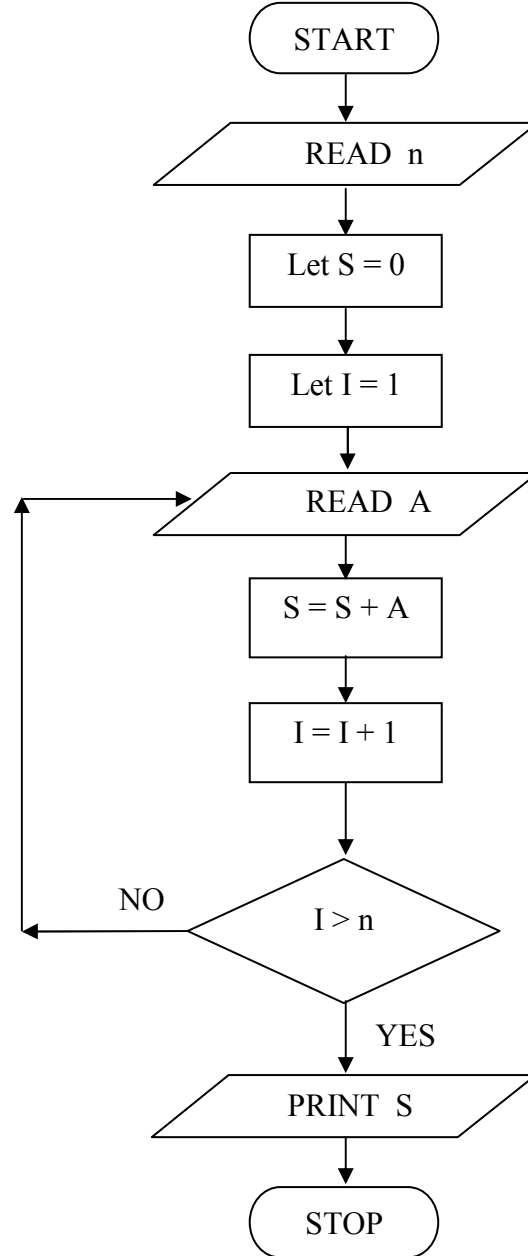 START
READ n
Let S = 0
Let I = 1
READ A
S = S + A
I = I + 1
I > n
NO
YES
PRINT S
STOP